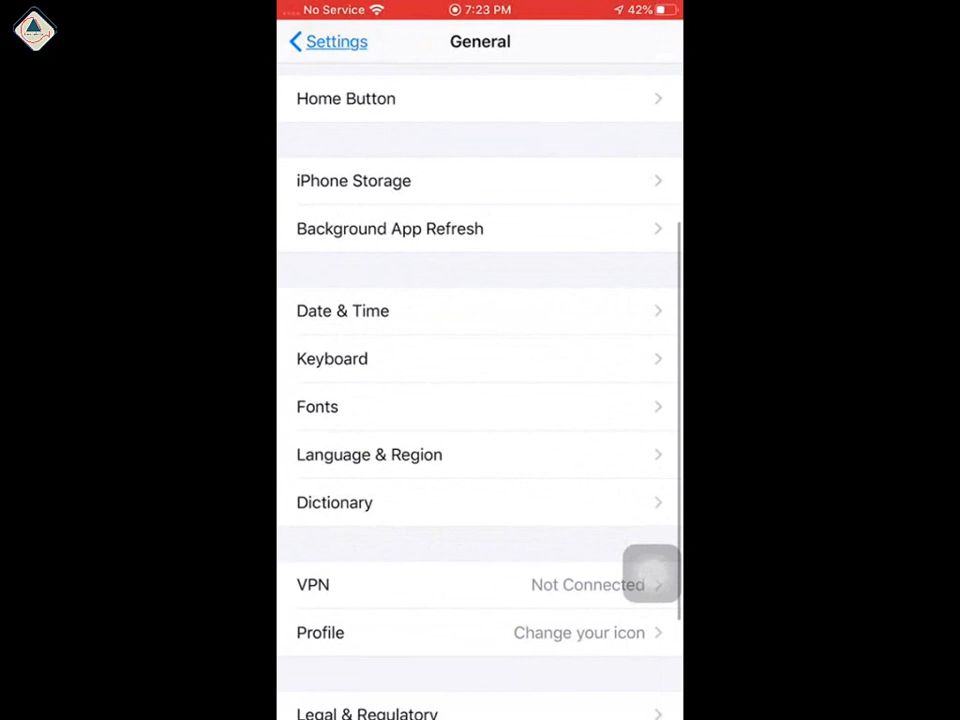 No Service 7:23 PM 42%
Settings General
Home Button
iPhone Storage
Background App Refresh
Date & Time
Keyboard
Fonts
Language & Region
Dictionary
VPN Not Connected
Profile Change your icon
Legal & Regulatory